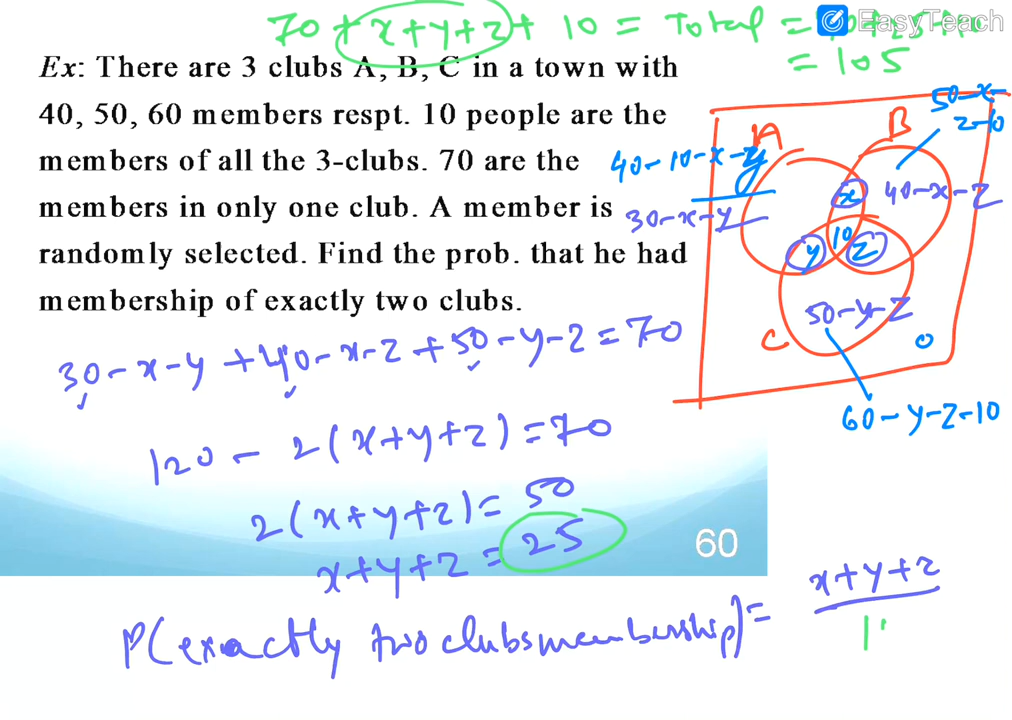 70 + x+y+z + 10 = Total =
= 105
EasyTeach
Ex: There are 3 clubs A, B, C in a town with
40, 50, 60 members respt. 10 people are the
members of all the 3-clubs. 70 are the
members in only one club. A member is
randomly selected. Find the prob. that he had
membership of exactly two clubs.
A
B
50-x-
z-10
40-10-x-y
30-x-y
x
40-x-z
10
y
z
50-y-z
C
0
60-y-z-10
30-x-y+40-x-z+50-y-z=70
120 - 2(x+y+z)=70
2(x+y+z)= 50
x+y+z = 25
60
P(exactly two clubs membership)= x+y+z